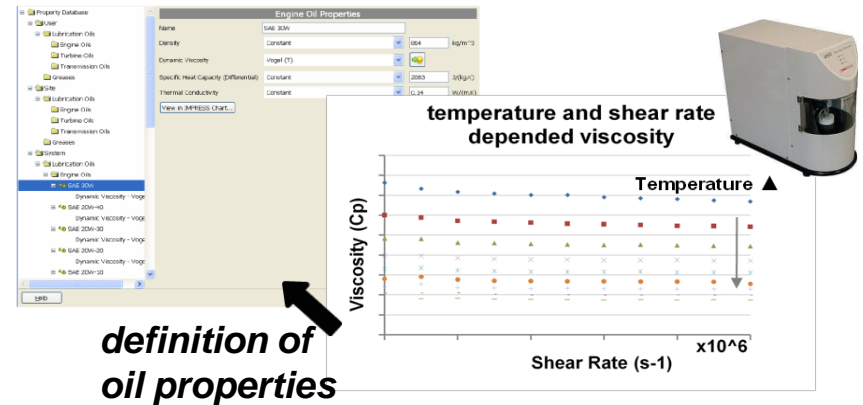 Property Database
User
Lubrication Oils
Engine Oils
Turbine Oils
Transmission Oils
Greases
Site
Lubrication Oils
Engine Oils
Turbine Oils
Transmission Oils
Greases
System
Lubrication Oils
Engine Oils
SAE 30W
Dynamic Viscosity - Voge
SAE 20W-40
Dynamic Viscosity - Voge
SAE 20W-30
Dynamic Viscosity - Voge
SAE 20W-20
Dynamic Viscosity - Voge
SAE 20W-10
Help
Engine Oil Properties
Name SAE 30W
Density Constant 864 kg/m^3
Dynamic Viscosity Vogel (T)
Specific Heat Capacity (Differential) Constant 2083 J/(kg.C)
Thermal Conductivity Constant 0.14 W/(m.K)
View in IMPRESS Chart...
temperature and shear rate
depended viscosity
Temperature ▲
Viscosity (Cp)
x10^6
Shear Rate (s-1)
definition of
oil properties